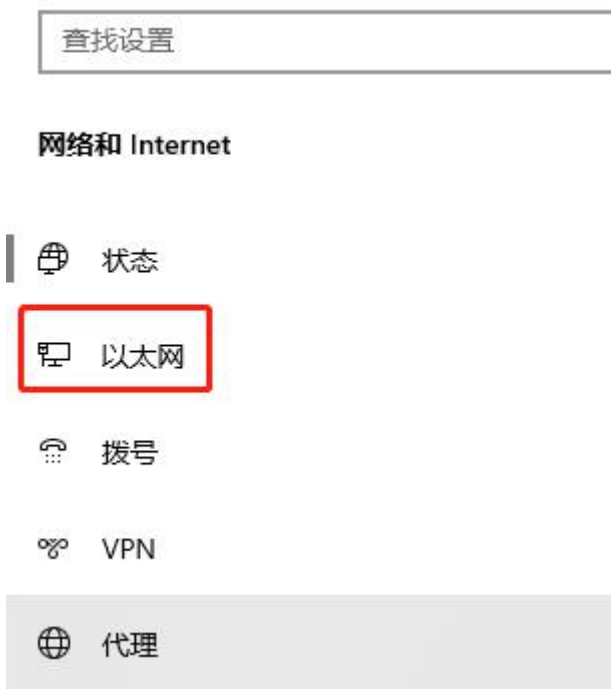 查找设置
网络和 Internet
状态
以太网
拨号
VPN
代理